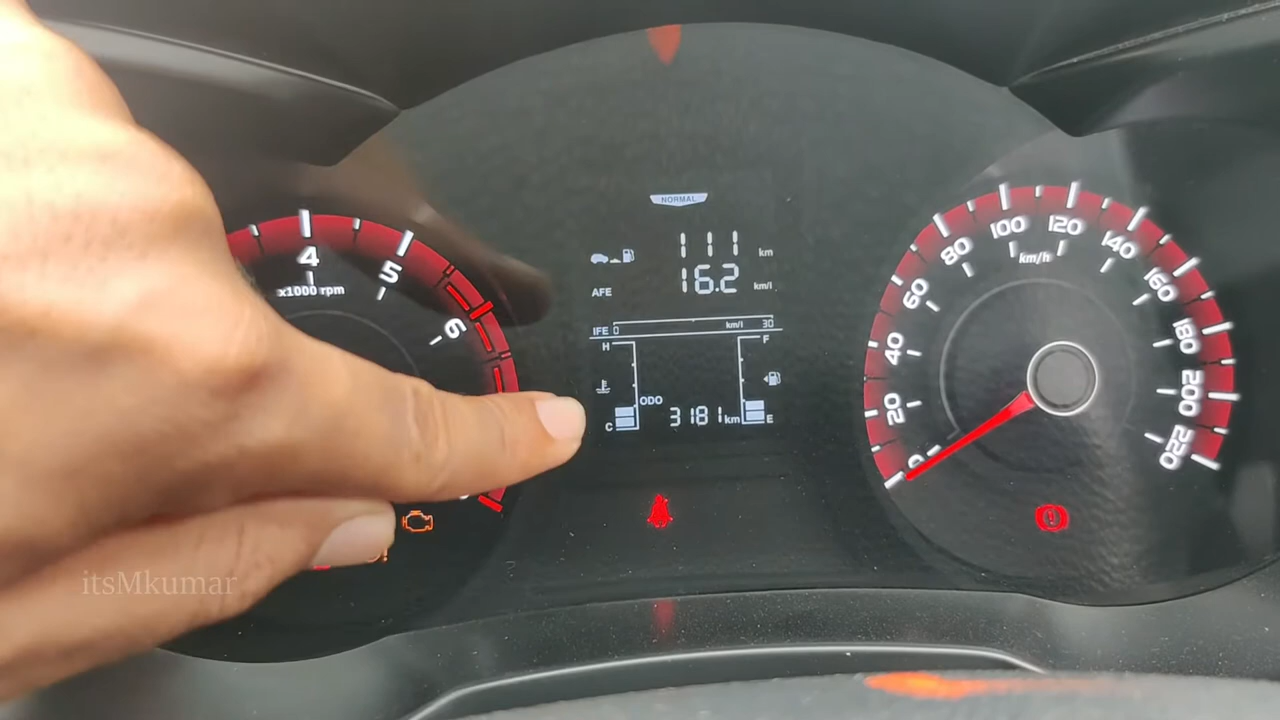 NORMAL
111 km
AFE 16.2 km/l
IFE 0 km/l 30
H F
ODO
C 3181 km E
4
5
6
x1000 rpm
0
20
40
60
80
100
120
140
160
180
200
220
km/h
itsMkumar